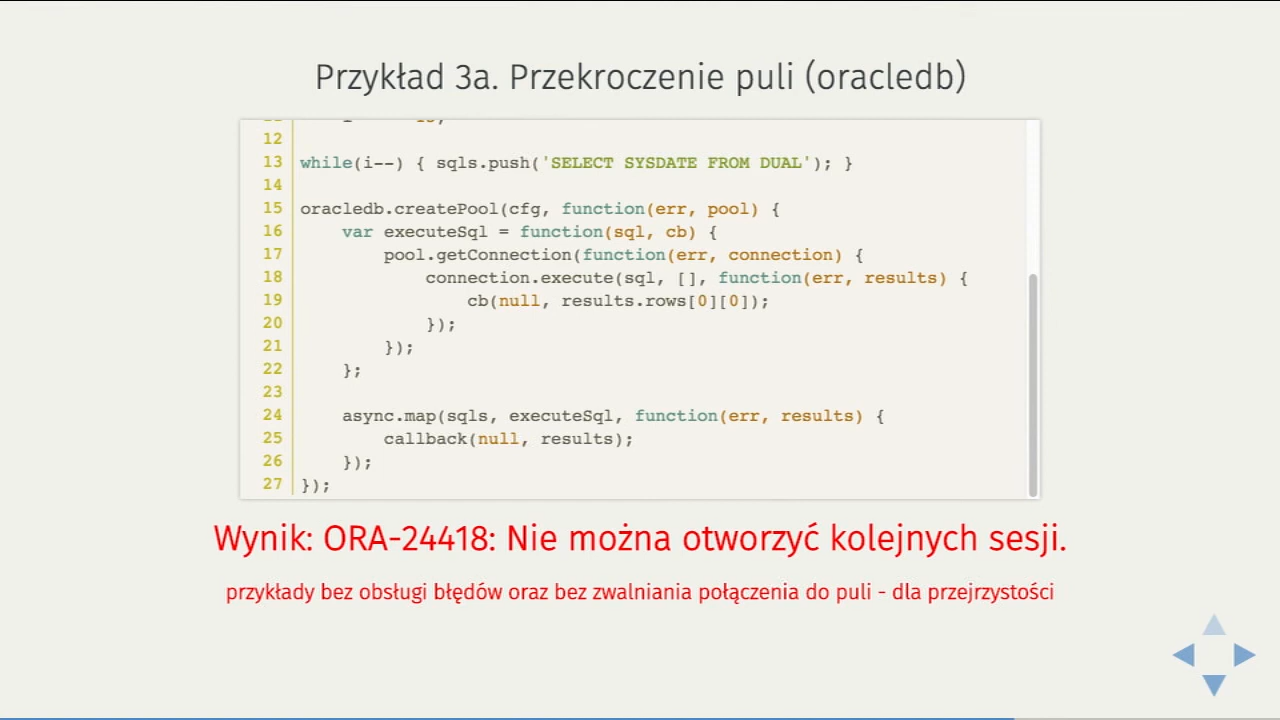 Przykład 3a. Przekroczenie puli (oracledb)
12
13 while(i--) { sqls.push('SELECT SYSDATE FROM DUAL'); }
14
15 oracledb.createPool(cfg, function(err, pool) {
16 var executeSql = function(sql, cb) {
17 pool.getConnection(function(err, connection) {
18 connection.execute(sql, [], function(err, results) {
19 cb(null, results.rows[0][0]);
20 });
21 });
22 };
23
24 async.map(sqls, executeSql, function(err, results) {
25 callback(null, results);
26 });
27 });
Wynik: ORA-24418: Nie można otworzyć kolejnych sesji.
przykłady bez obsługi błędów oraz bez zwalniania połączenia do puli - dla przejrzystości